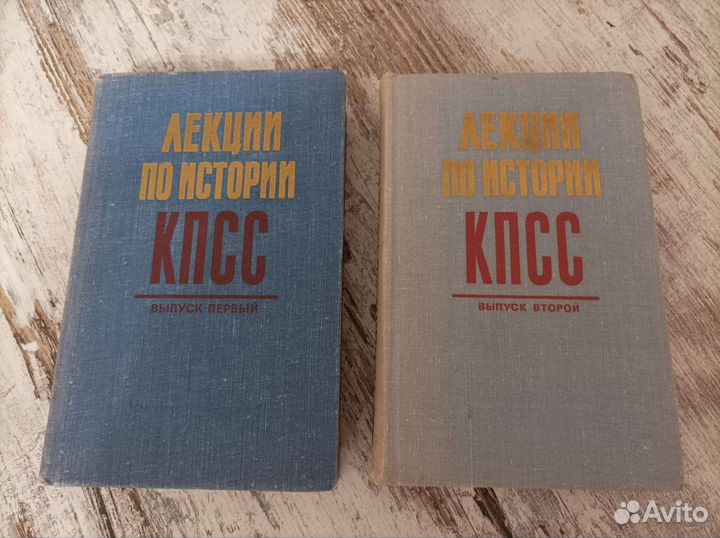 ЛЕКЦИИ
ПО ИСТОРИИ
КПСС
ВЫПУСК ПЕРВЫЙ
ЛЕКЦИИ
ПО ИСТОРИИ
КПСС
ВЫПУСК ВТОРОЙ
Avito